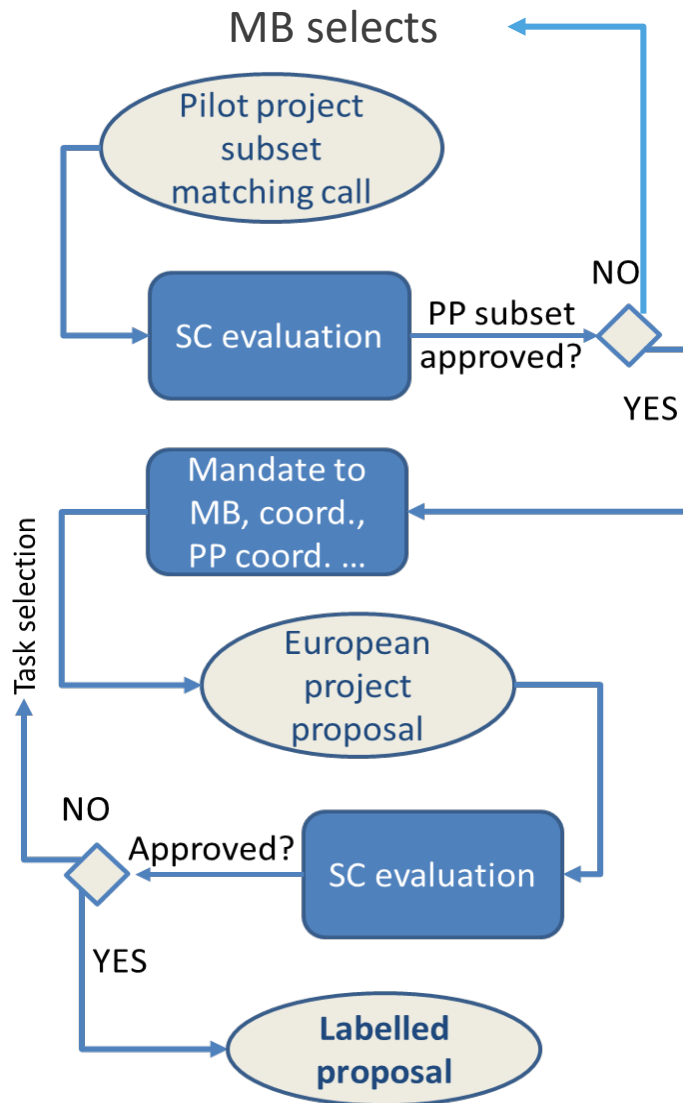 MB selects
Pilot project
subset
matching call
NO
SC evaluation
PP subset
approved?
YES
Mandate to
MB, coord.,
PP coord. ...
Task selection
European
project
proposal
NO
Approved?
SC evaluation
YES
Labelled
proposal